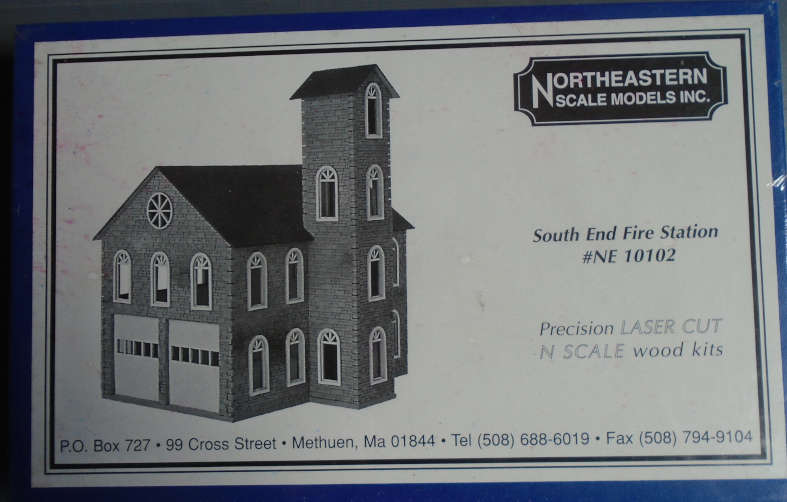 NORTHEASTERN
SCALE MODELS INC.
South End Fire Station
#NE 10102
Precision LASER CUT
N SCALE wood kits
P.O. Box 727 • 99 Cross Street • Methuen, Ma 01844 • Tel (508) 688-6019 • Fax (508) 794-9104